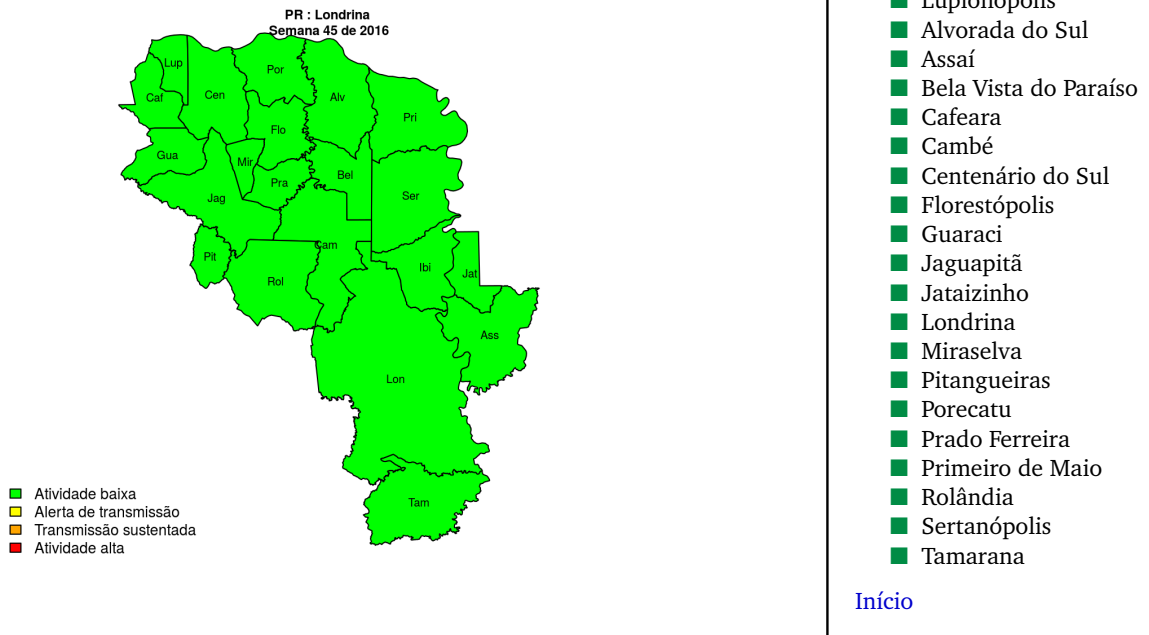 PR : Londrina
Semana 45 de 2016
Lup
Por
Caf
Cen
Alv
Pri
Flo
Gua
Mir
Bel
Pra
Jag
Ser
Cam
Pit
Ibi
Jat
Rol
Ass
Lon
Tam
Atividade baixa
Alerta de transmissão
Transmissão sustentada
Atividade alta
Lupionópolis
Alvorada do Sul
Assaí
Bela Vista do Paraíso
Cafeara
Cambé
Centenário do Sul
Florestópolis
Guaraci
Jaguapitã
Jataizinho
Londrina
Miraselva
Pitangueiras
Porecatu
Prado Ferreira
Primeiro de Maio
Rolândia
Sertanópolis
Tamarana
Início